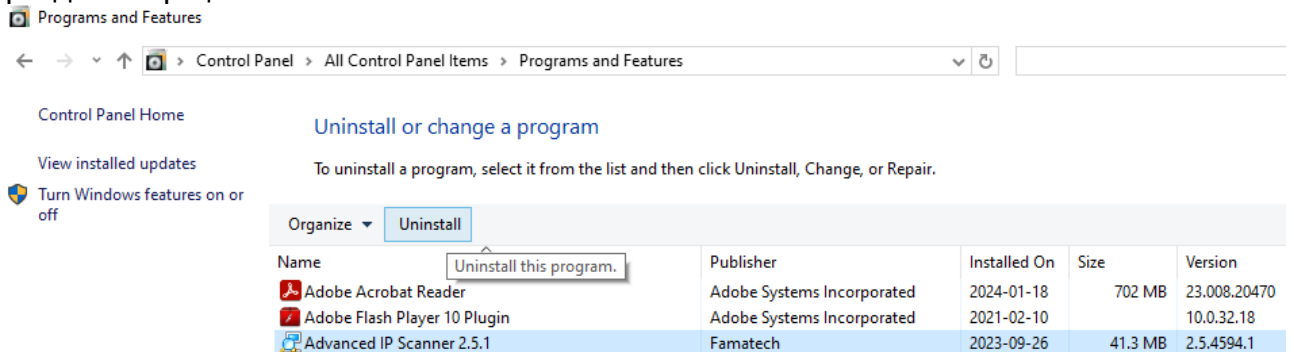 Programs and Features
Control Panel > All Control Panel Items > Programs and Features
Control Panel Home
Uninstall or change a program
View installed updates
To uninstall a program, select it from the list and then click Uninstall, Change, or Repair.
Turn Windows features on or
off
Organize Uninstall
Name Publisher Installed On Size Version
Uninstall this program.
Adobe Acrobat Reader Adobe Systems Incorporated 2024-01-18 702 MB 23.008.20470
Adobe Flash Player 10 Plugin Adobe Systems Incorporated 2021-02-10 10.0.32.18
Advanced IP Scanner 2.5.1 Famatech 2023-09-26 41.3 MB 2.5.4594.1